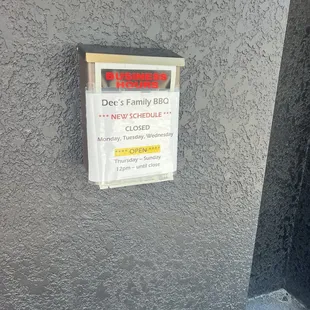 BUSINESS
HOURS
Dee's Family BBQ
*** NEW SCHEDULE ***
CLOSED
Monday, Tuesday, Wednesday
**** OPEN ****
Thursday – Sunday
12pm – until close